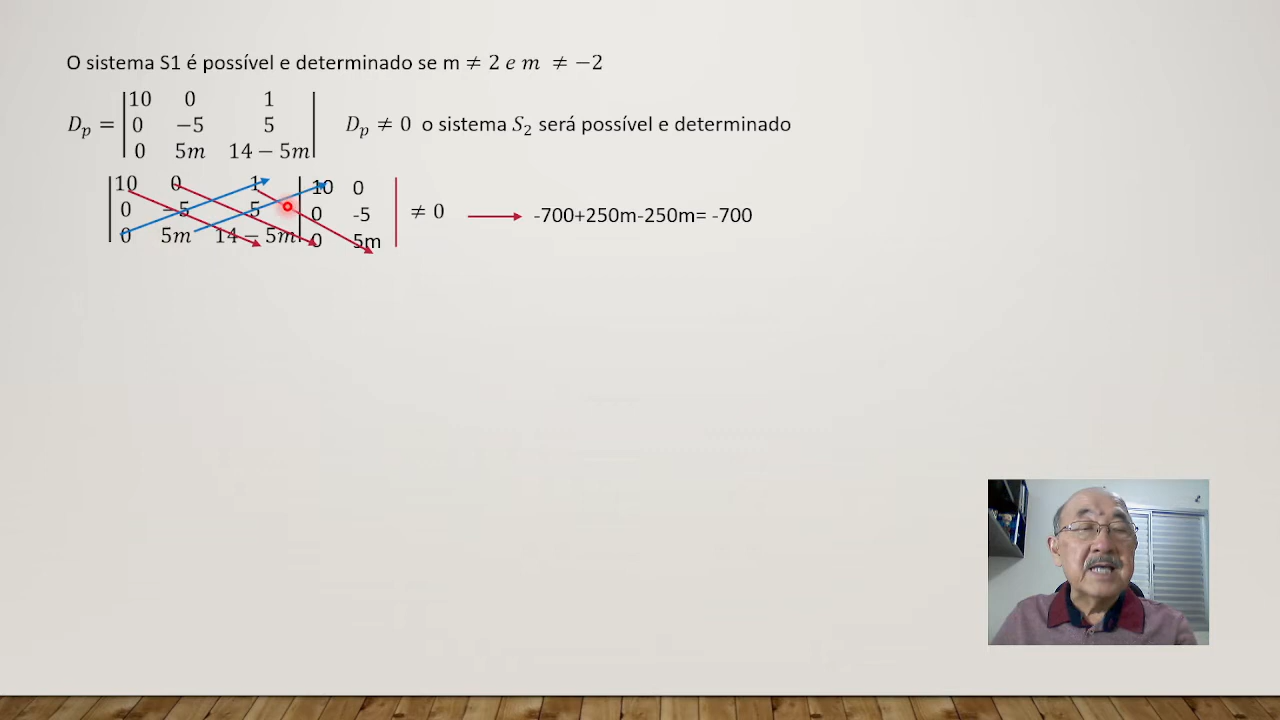 O sistema S1 é possível e determinado se m ≠ 2 e m ≠ −2
D_p = |10 0 1| D_p ≠ 0 o sistema S_2 será possível e determinado
|0 −5 5|
|0 5m 14 − 5m|
|10 0 1| 10 0|
|0 −5 5| 0 -5| ≠ 0 → -700+250m-250m= -700
|0 5m 14 − 5m| 0 5m|